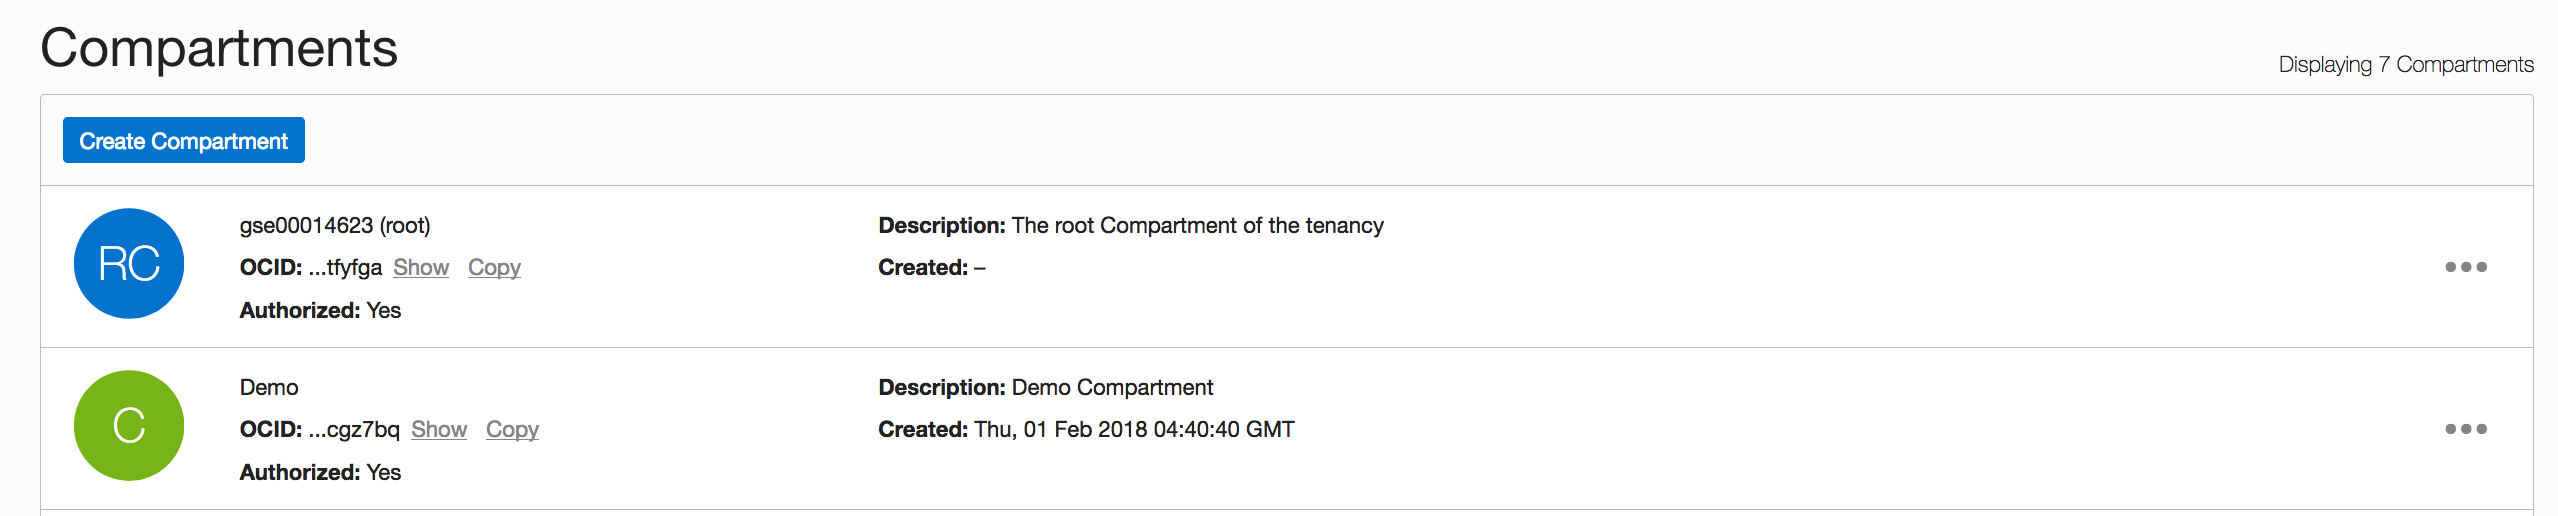 Compartments
Displaying 7 Compartments
Create Compartment
RC
gse00014623 (root)
OCID: ...tfyfga Show Copy
Authorized: Yes
Description: The root Compartment of the tenancy
Created: –
C
Demo
OCID: ...cgz7bq Show Copy
Authorized: Yes
Description: Demo Compartment
Created: Thu, 01 Feb 2018 04:40:40 GMT